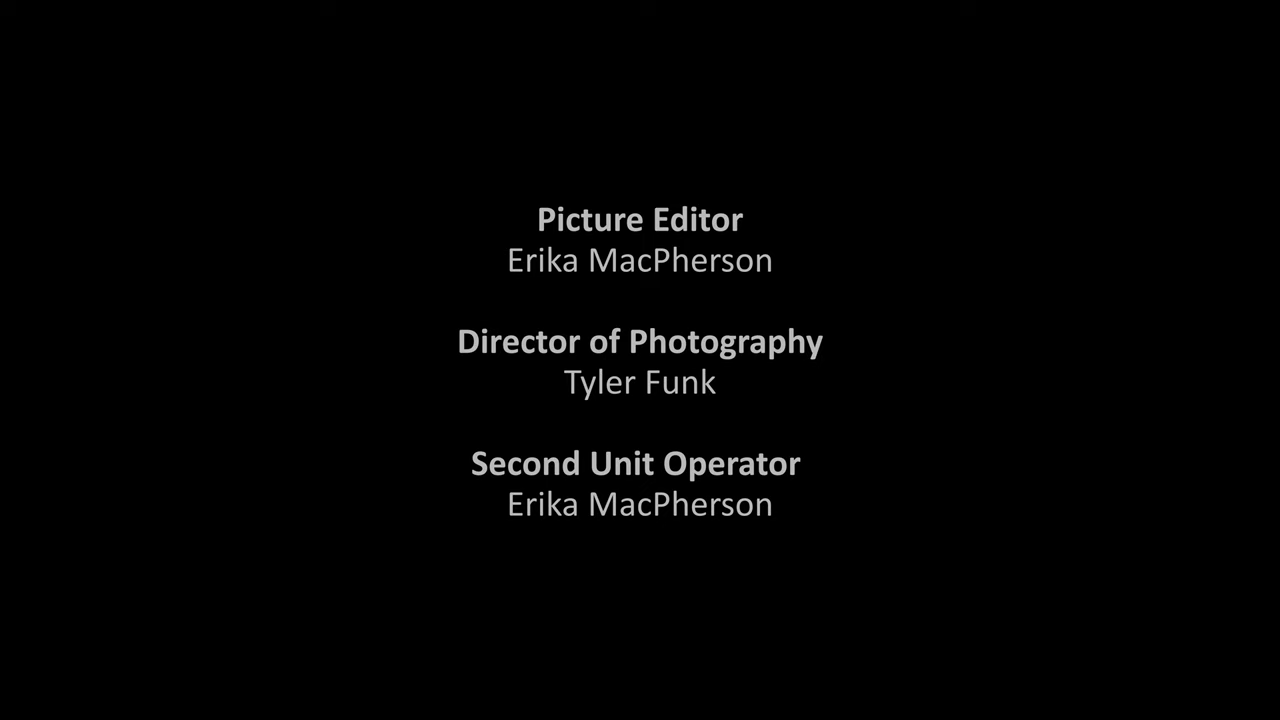 Picture Editor
Erika MacPherson
Director of Photography
Tyler Funk
Second Unit Operator
Erika MacPherson